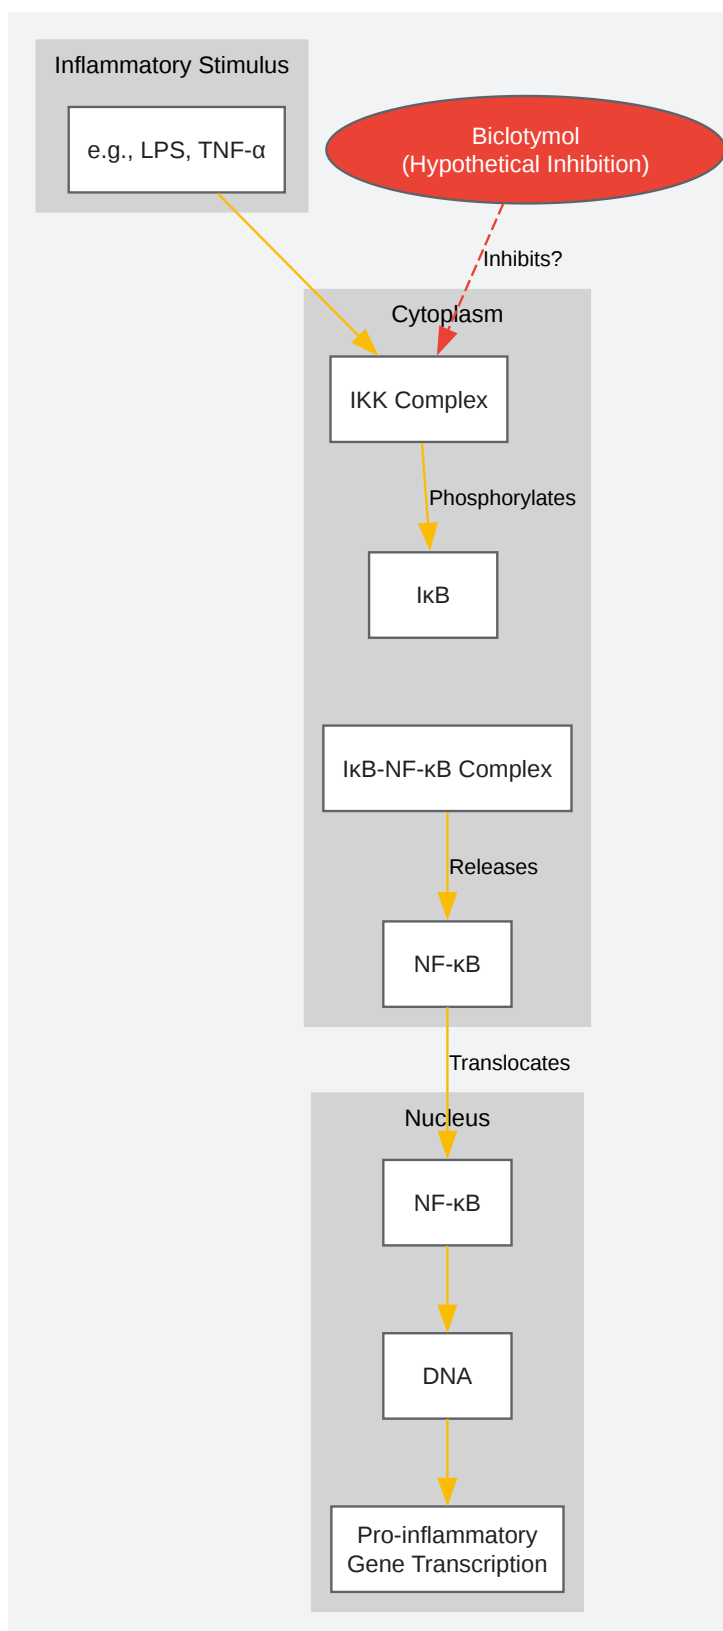 Inflammatory Stimulus
e.g., LPS, TNF-α
Biclotymol
(Hypothetical Inhibition)
Inhibits?
Cytoplasm
IKK Complex
Phosphorylates
IκB
IκB-NF-κB Complex
Releases
NF-κB
Translocates
Nucleus
NF-κB
DNA
Pro-inflammatory
Gene Transcription